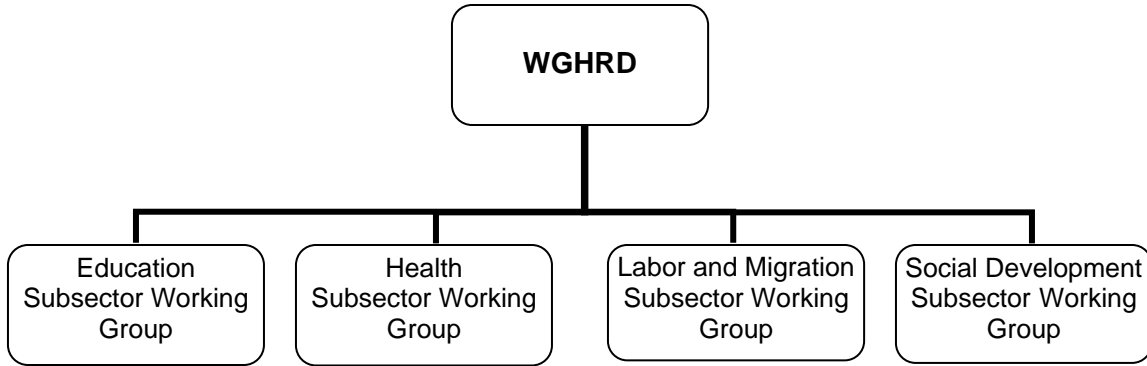 WGHRD
Education
Subsector Working
Group
Health
Subsector Working
Group
Labor and Migration
Subsector Working
Group
Social Development
Subsector Working
Group